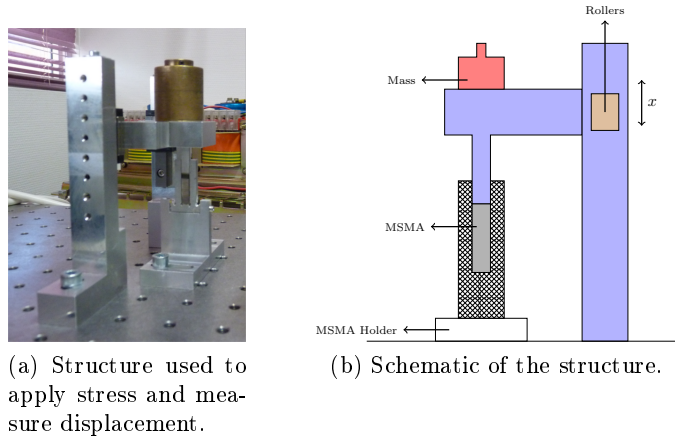 Rollers
Mass
x
MSMA
MSMA Holder
(a) Structure used to
apply stress and mea-
sure displacement.
(b) Schematic of the structure.